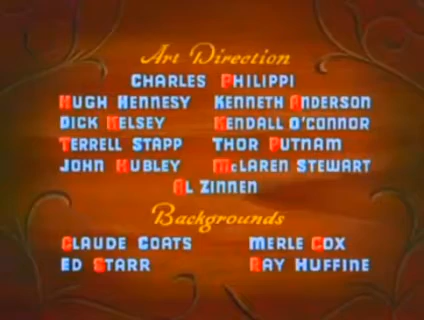 Art Direction
CHARLES PHILIPPI
HUGH HENNESY KENNETH ANDERSON
DICK KELSEY KENDALL O'CONNOR
TERRELL STAPP THOR PUTNAM
JOHN HUBLEY MCLAREN STEWART
AL ZINNEN
Backgrounds
CLAUDE COATS MERLE COX
ED STARR RAY HUFFINE